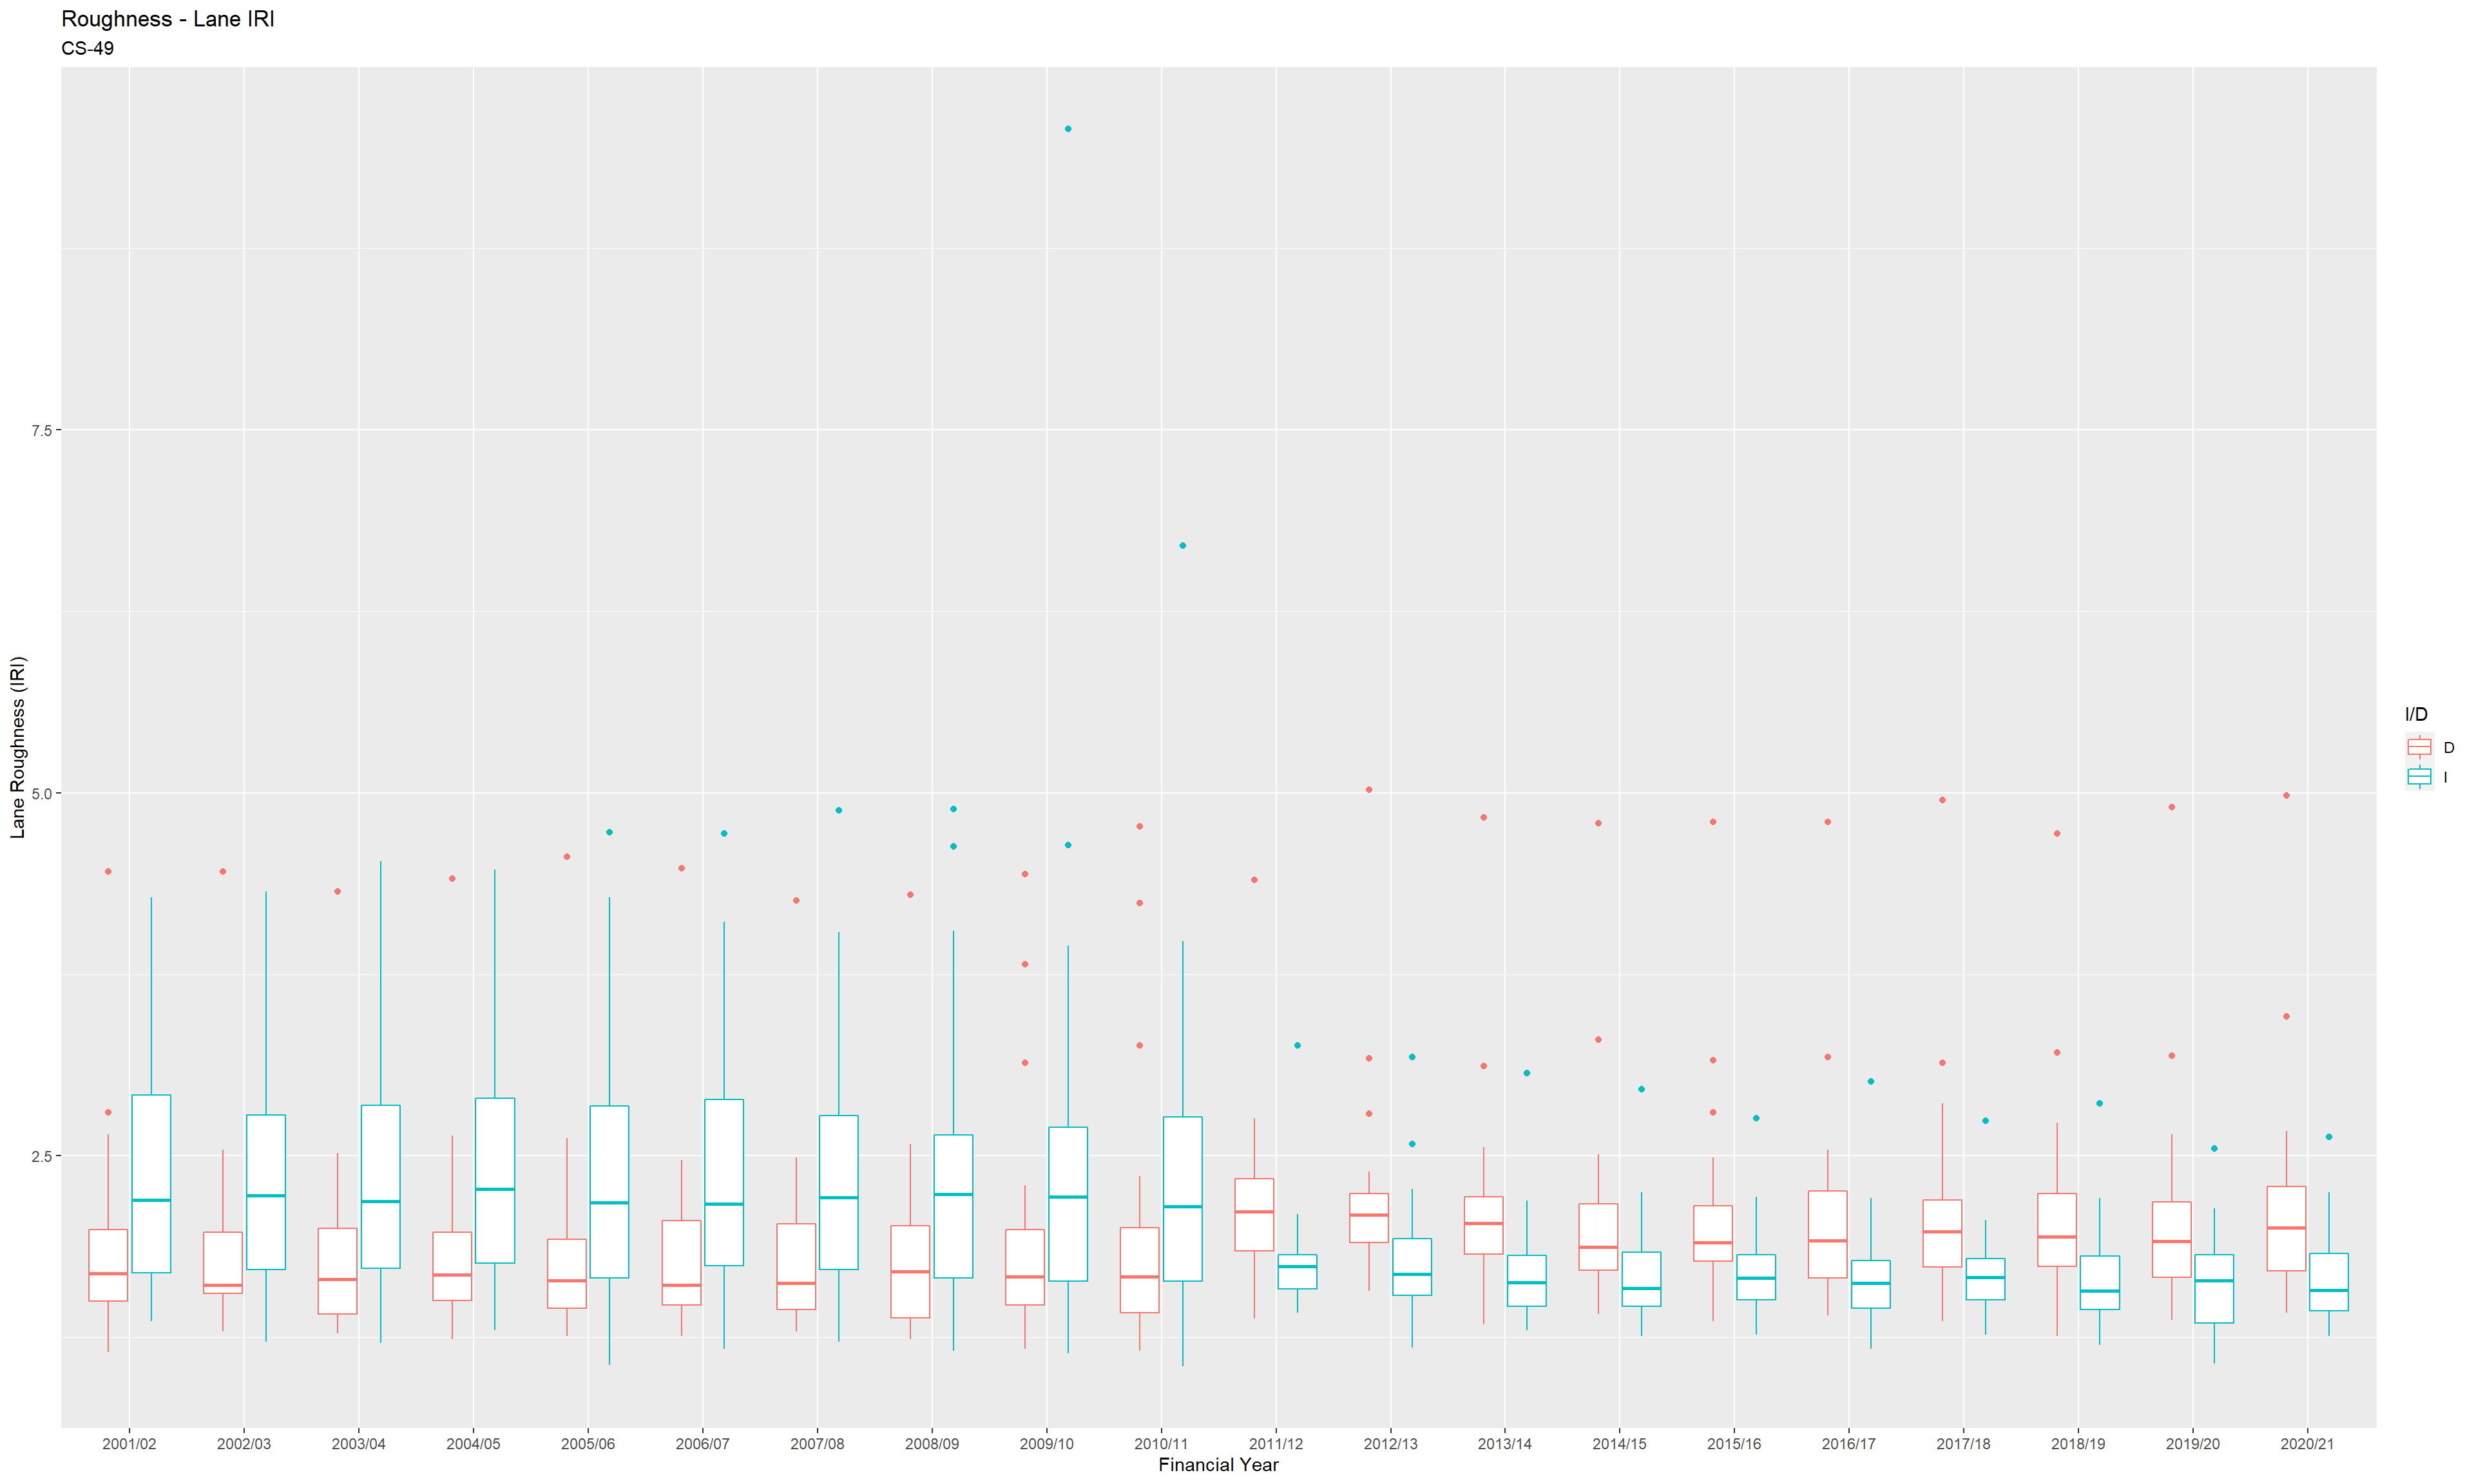 Roughness - Lane IRI
CS-49
Lane Roughness (IRI)
7.5
5.0
2.5
2001/02 2002/03 2003/04 2004/05 2005/06 2006/07 2007/08 2008/09 2009/10 2010/11 2011/12 2012/13 2013/14 2014/15 2015/16 2016/17 2017/18 2018/19 2019/20 2020/21
Financial Year
I/D
D
I